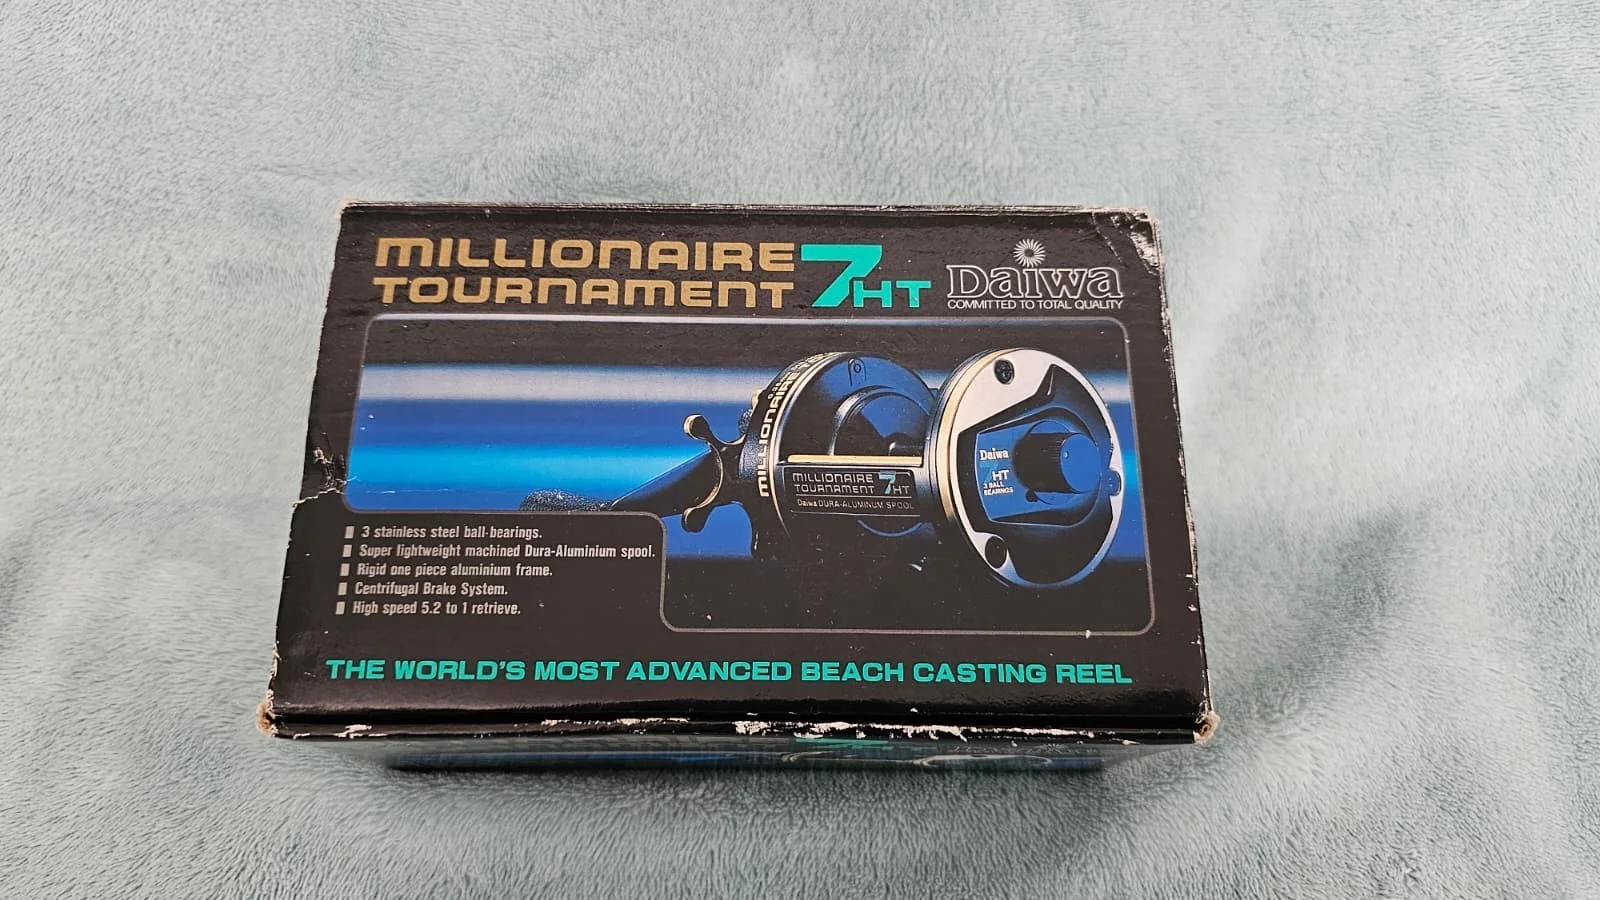 MILLIONAIRE
TOURNAMENT 7HT
Daiwa
COMMITTED TO TOTAL QUALITY
MILLIONAIRE
MILLIONAIRE
TOURNAMENT 7HT
Daiwa DURA-ALUMINUM SPOOL
Daiwa
7HT
3 BALL
BEARINGS
3 stainless steel ball-bearings.
Super lightweight machined Dura-Aluminium spool.
Rigid one piece aluminium frame.
Centrifugal Brake System.
High speed 5.2 to 1 retrieve.
THE WORLD'S MOST ADVANCED BEACH CASTING REEL